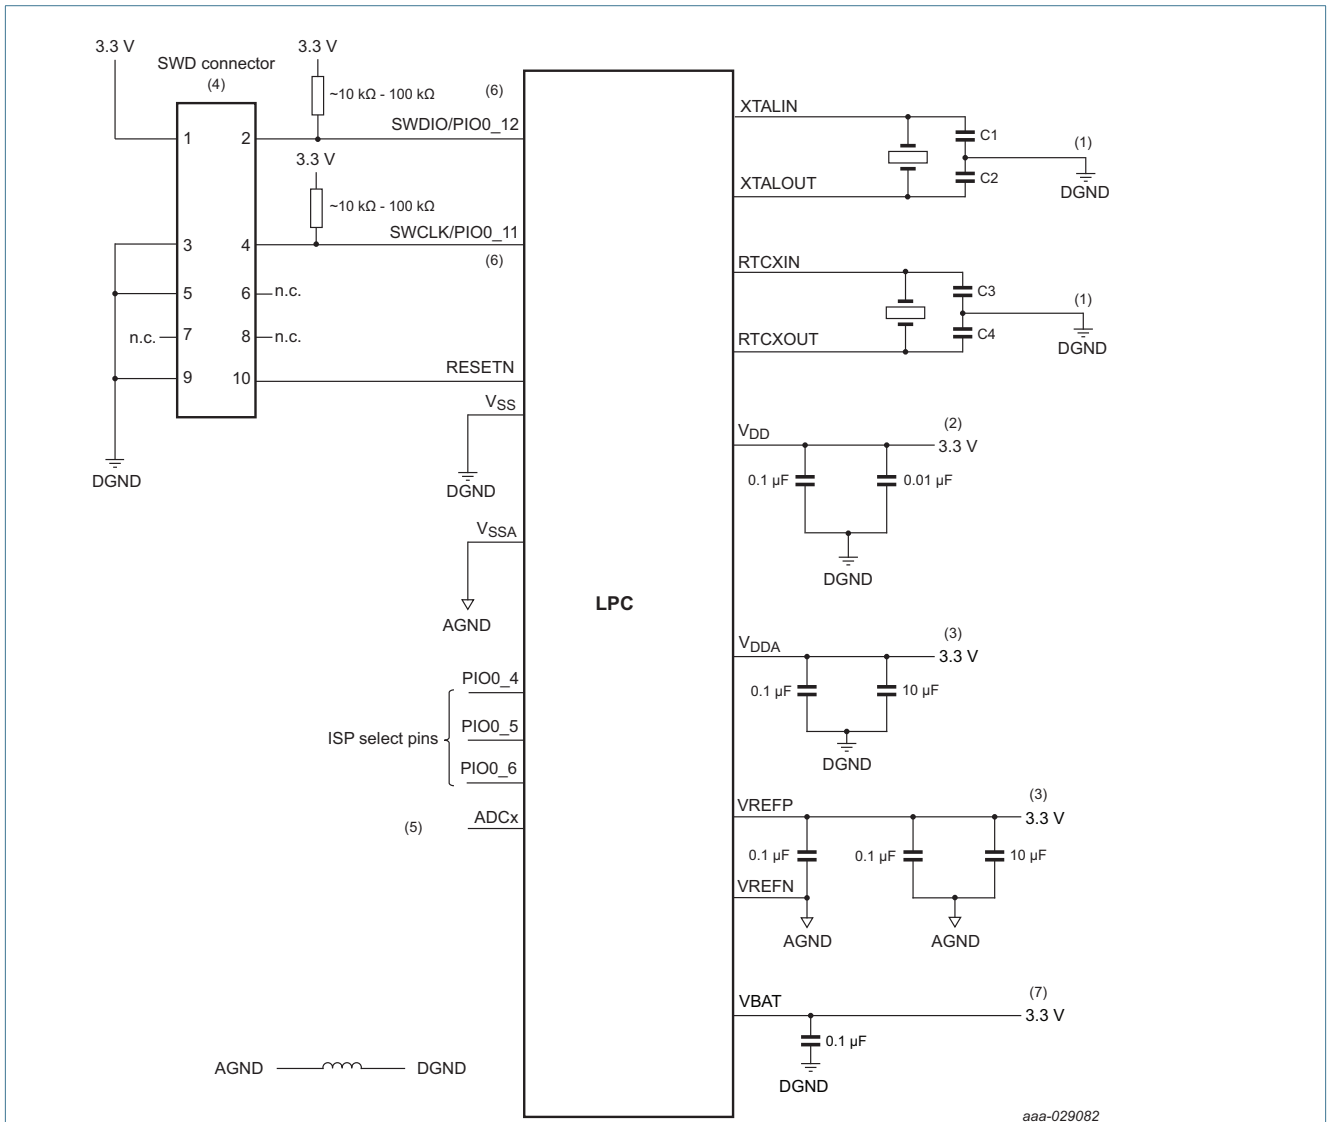 3.3 V
SWD connector
(4)
3.3 V
~10 kΩ - 100 kΩ
(6)
SWDIO/PIO0_12
1
2
3.3 V
~10 kΩ - 100 kΩ
SWCLK/PIO0_11
(6)
3
4
5
6
n.c.
n.c.
7
8
n.c.
9
10
RESETN
DGND
VSS
DGND
VSSA
AGND
LPC
ISP select pins
PIO0_4
PIO0_5
PIO0_6
(5)
ADCx
AGND
DGND
XTALIN
C1
(1)
C2
DGND
XTALOUT
RTCXIN
C3
(1)
C4
DGND
RTCXOUT
VDD
(2)
3.3 V
0.1 µF
0.01 µF
DGND
VDDA
(3)
3.3 V
0.1 µF
10 µF
DGND
VREFP
(3)
3.3 V
0.1 µF
0.1 µF
10 µF
VREFN
AGND
AGND
VBAT
(7)
3.3 V
0.1 µF
DGND
aaa-029082